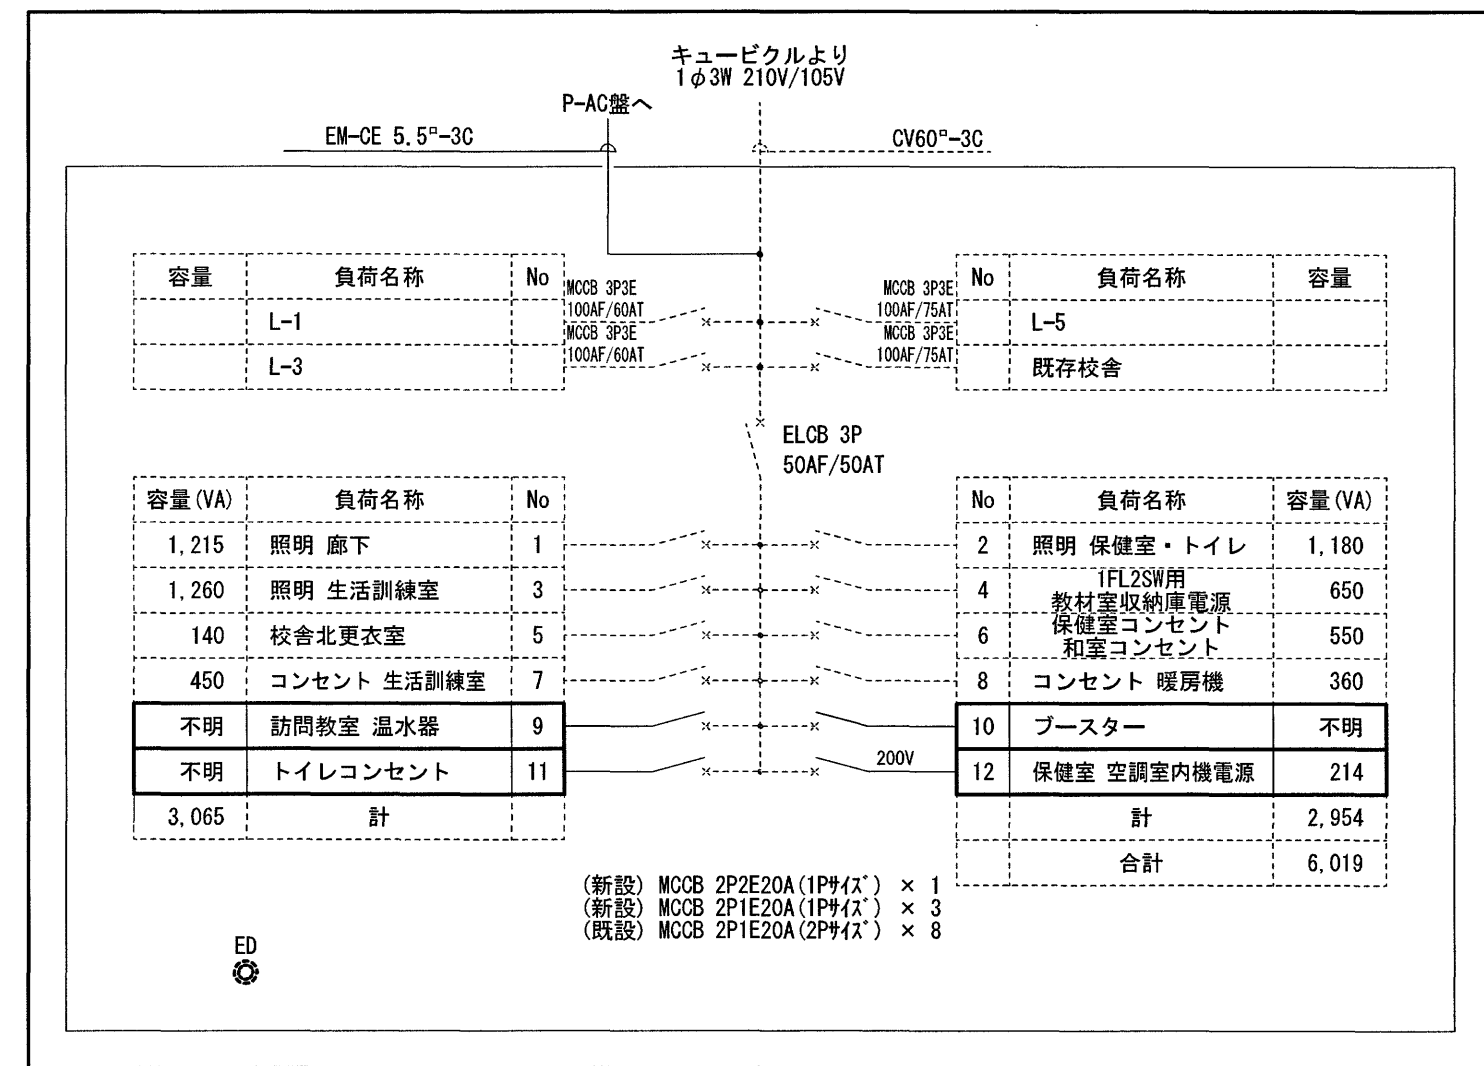 キュービクルより
1φ3W 210V/105V
P-AC盤へ
EM-CE 5.5□-3C
CV60□-3C
容量 負荷名称 No
MCCB 3P3E
100AF/60AT
L-1
MCCB 3P3E
100AF/60AT
L-3
MCCB 3P3E
100AF/75AT
MCCB 3P3E
100AF/75AT
No 負荷名称 容量
L-5
既存校舎
ELCB 3P
50AF/50AT
容量(VA) 負荷名称 No
1,215 照明 廊下 1
1,260 照明 生活訓練室 3
140 校舎北更衣室 5
450 コンセント 生活訓練室 7
不明 訪問教室 温水器 9
不明 トイレコンセント 11
3,065 計
No 負荷名称 容量(VA)
2 照明 保健室・トイレ 1,180
4 1FL2SW用
教材室収納庫電源 650
6 保健室コンセント
和室コンセント 550
8 コンセント 暖房機 360
10 ブースター 不明
200V
12 保健室 空調室内機電源 214
計 2,954
合計 6,019
(新設) MCCB 2P2E20A(1Pｻｲｽﾞ) × 1
(新設) MCCB 2P1E20A(1Pｻｲｽﾞ) × 3
(既設) MCCB 2P1E20A(2Pｻｲｽﾞ) × 8
ED